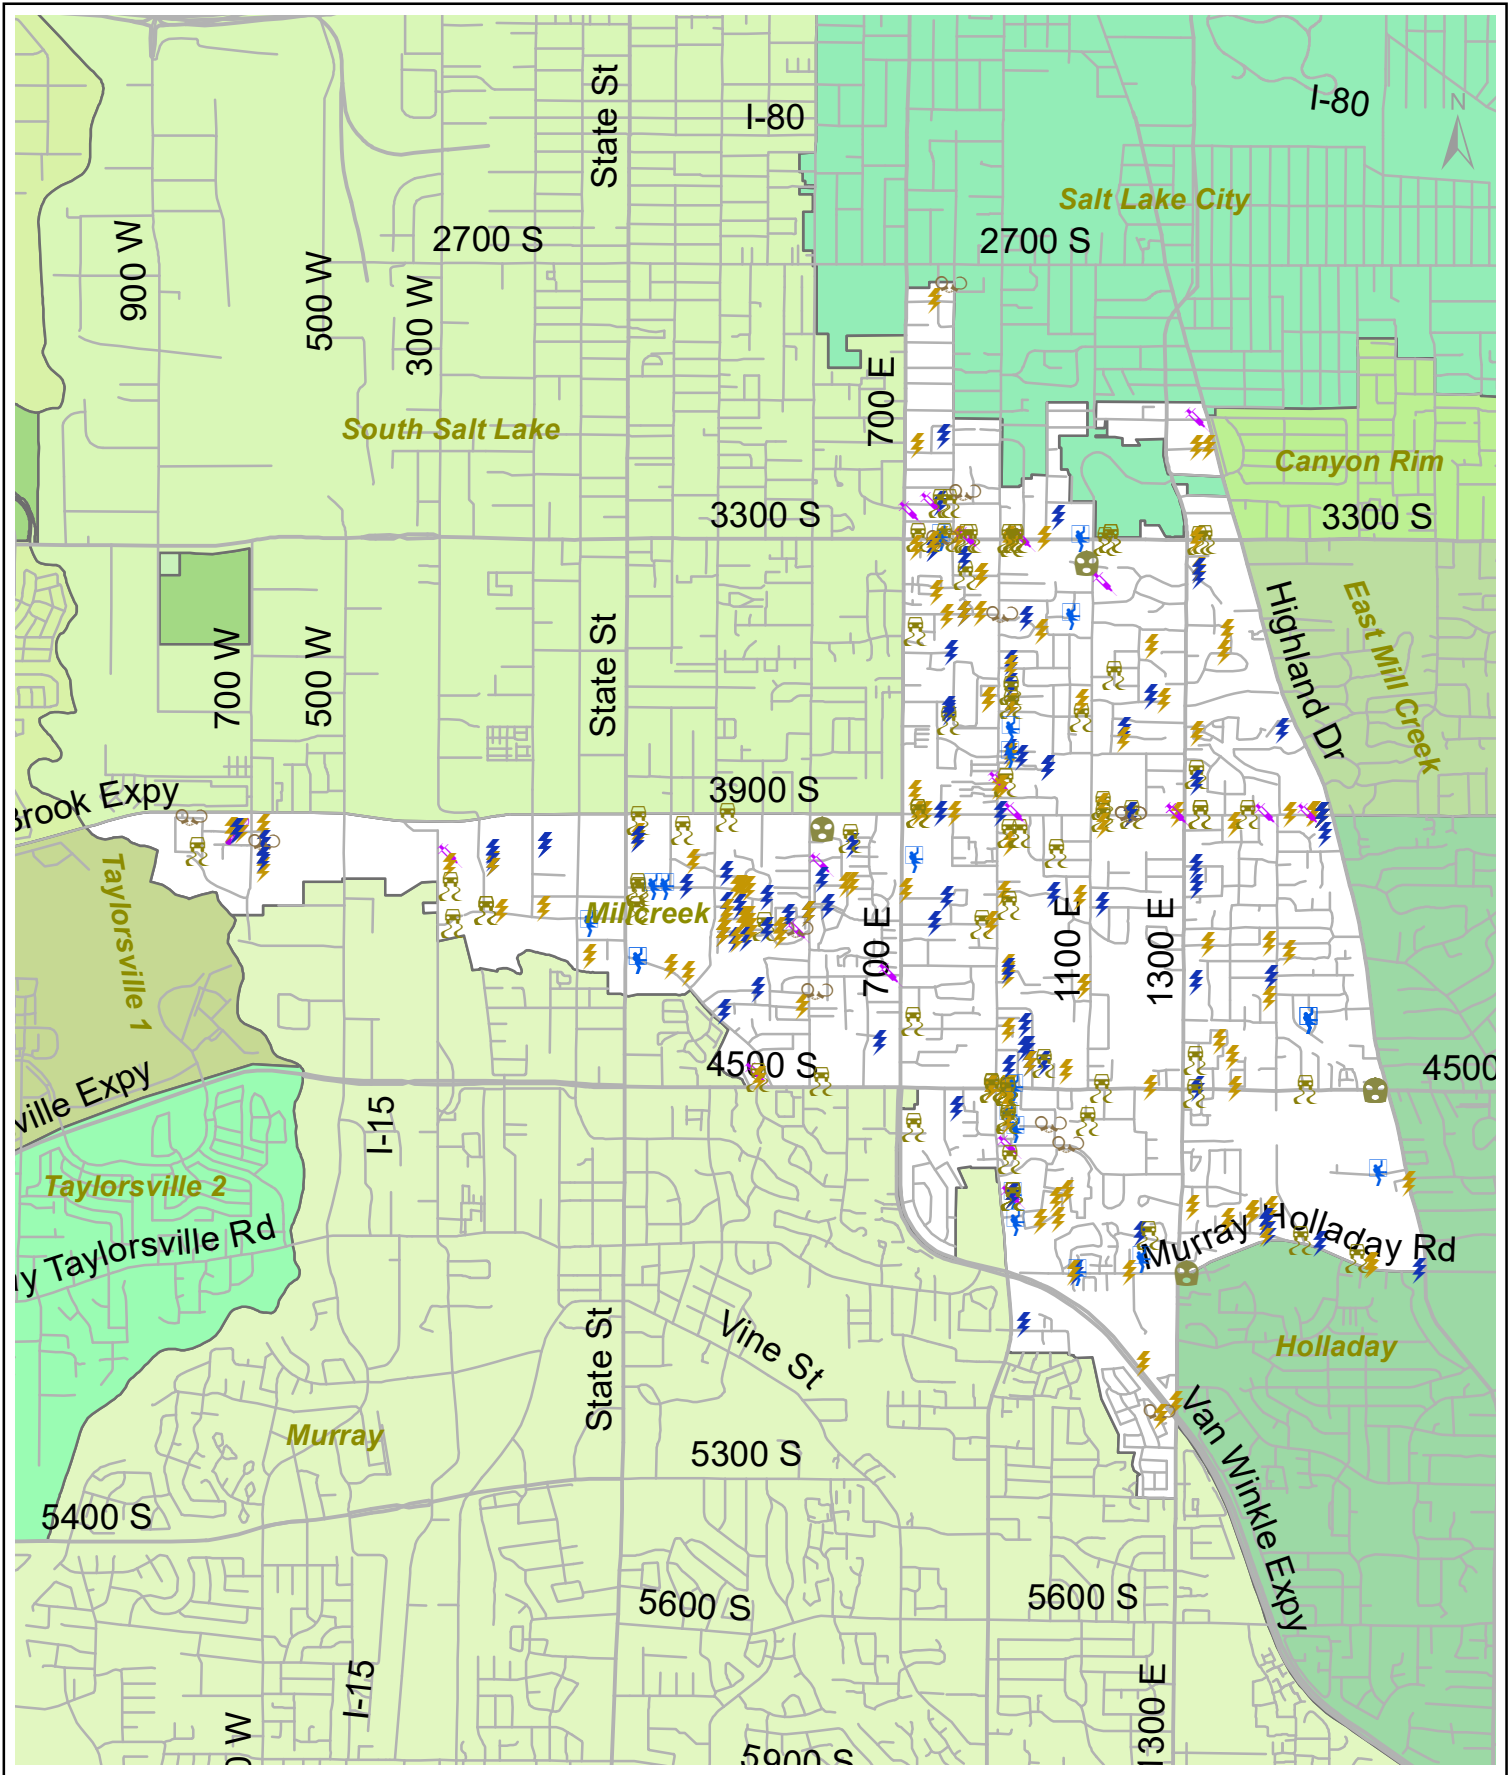 State St
I-80
I-80
N
Salt Lake City
900 W
2700 S
2700 S
500 W
300 W
700 E
South Salt Lake
Canyon Rim
3300 S
3300 S
Highland Dr
East Mill Creek
700 W
500 W
State St
3900 S
Brook Expy
Taylorsville 1
Millcreek
700 E
1100 E
1300 E
4500 S
4500
ville Expy
I-15
Taylorsville 2
y Taylorsville Rd
Murray Holladay Rd
State St
Vine St
Holladay
Murray
Van Winkle Expy
5300 S
5400 S
5600 S
5600 S
I-15
1300 E
0 W
5900 S